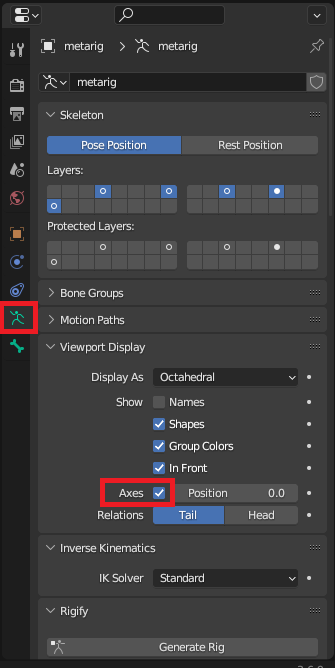 metarig > metarig
metarig
Skeleton
Pose Position Rest Position
Layers:
Protected Layers:
Bone Groups
Motion Paths
Viewport Display
Display As Octahedral
Show Names
Shapes
Group Colors
In Front
Axes Position 0.0
Relations Tail Head
Inverse Kinematics
IK Solver Standard
Rigify
Generate Rig